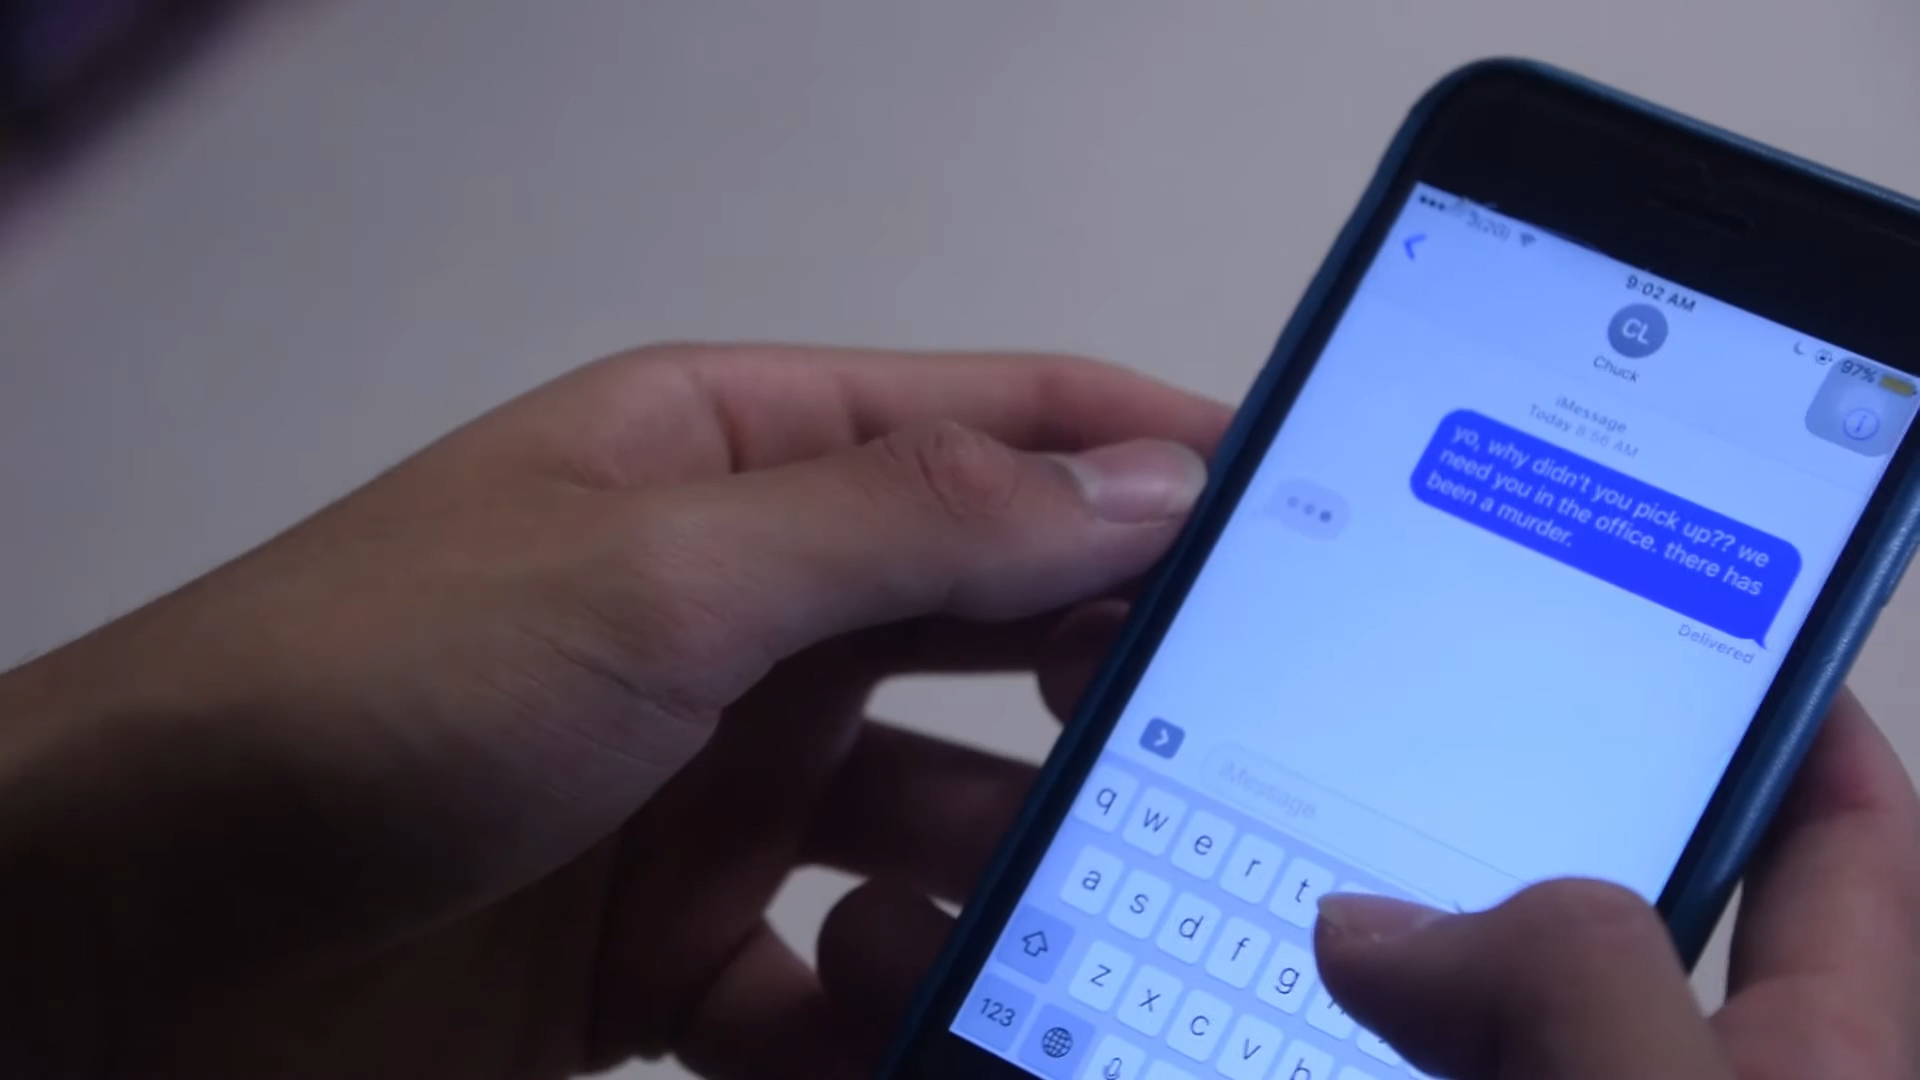 9:02 AM
97%
CL
Chuck
iMessage
Today 8:56 AM
yo, why didn't you pick up?? we
need you in the office. there has
been a murder.
Delivered
iMessage
q w e r t
a s d f g
z x c v b
123